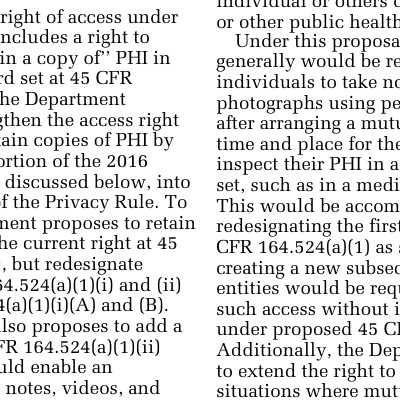 right of access under
ncludes a right to
in a copy of’’ PHI in
rd set at 45 CFR
he Department
gthen the access right
tain copies of PHI by
ortion of the 2016
discussed below, into
of the Privacy Rule. To
ment proposes to retain
he current right at 45
, but redesignate
64.524(a)(1)(i) and (ii)
4(a)(1)(i)(A) and (B).
lso proposes to add a
FR 164.524(a)(1)(ii)
uld enable an
notes, videos, and
individual or others o
or other public health
Under this proposa
generally would be re
individuals to take no
photographs using pe
after arranging a mutu
time and place for the
inspect their PHI in a
set, such as in a medi
This would be accom
redesignating the first
CFR 164.524(a)(1) as s
creating a new subsec
entities would be requ
such access without i
under proposed 45 CF
Additionally, the Dep
to extend the right to
situations where mutu